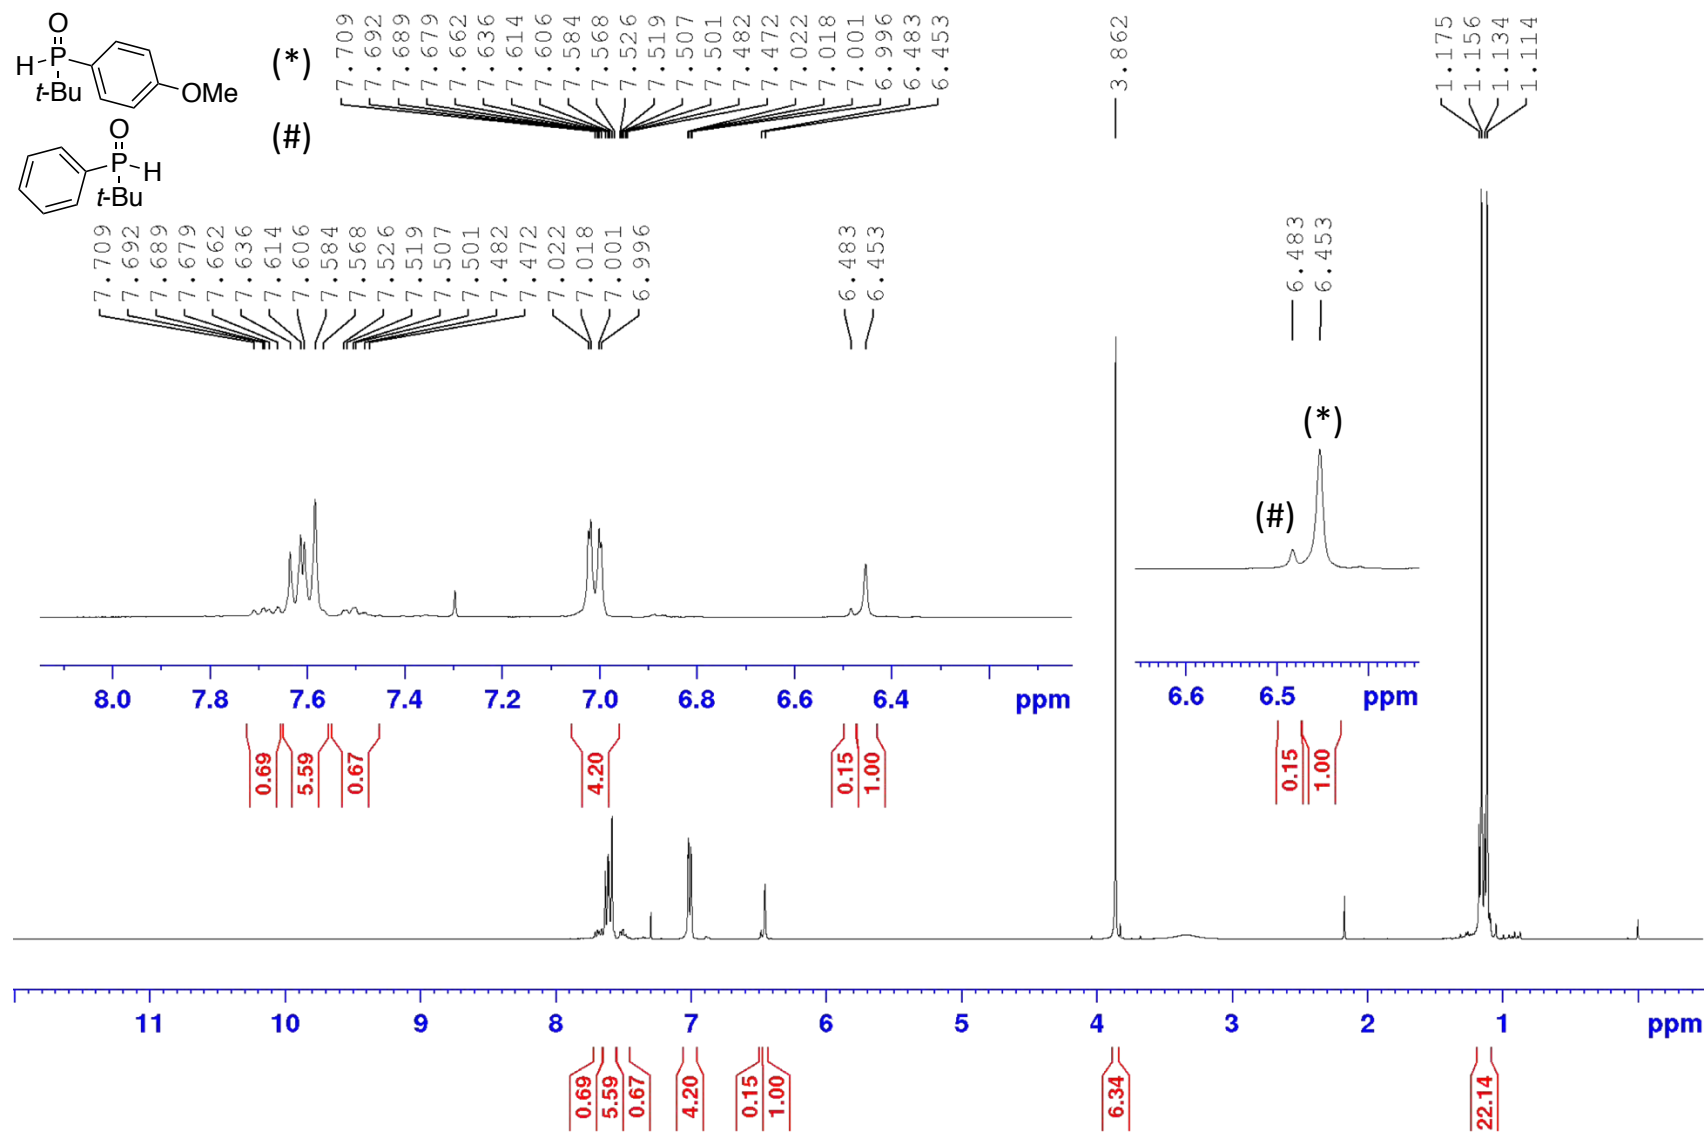 O
H P
t-Bu OMe
(*)
7.709 7.692 7.689 7.679 7.662 7.636 7.614 7.606 7.584 7.568 7.526 7.519 7.507 7.501 7.482 7.472 7.022 7.018 7.001 6.996 6.483 6.453
3.862
1.175 1.156 1.134 1.114
O
P H
t-Bu
(#)
7.709 7.692 7.689 7.679 7.662 7.636 7.614 7.606 7.584 7.568 7.526 7.519 7.507 7.501 7.482 7.472 7.022 7.018 7.001 6.996
6.483 6.453
6.483 6.453
(*)
(#)
8.0 7.8 7.6 7.4 7.2 7.0 6.8 6.6 6.4 ppm
6.6 6.5 ppm
0.69 5.59 0.67 4.20 0.15 1.00
0.15 1.00
11 10 9 8 7 6 5 4 3 2 1 ppm
0.69 5.59 0.67 4.20 0.15 1.00 6.34 22.14